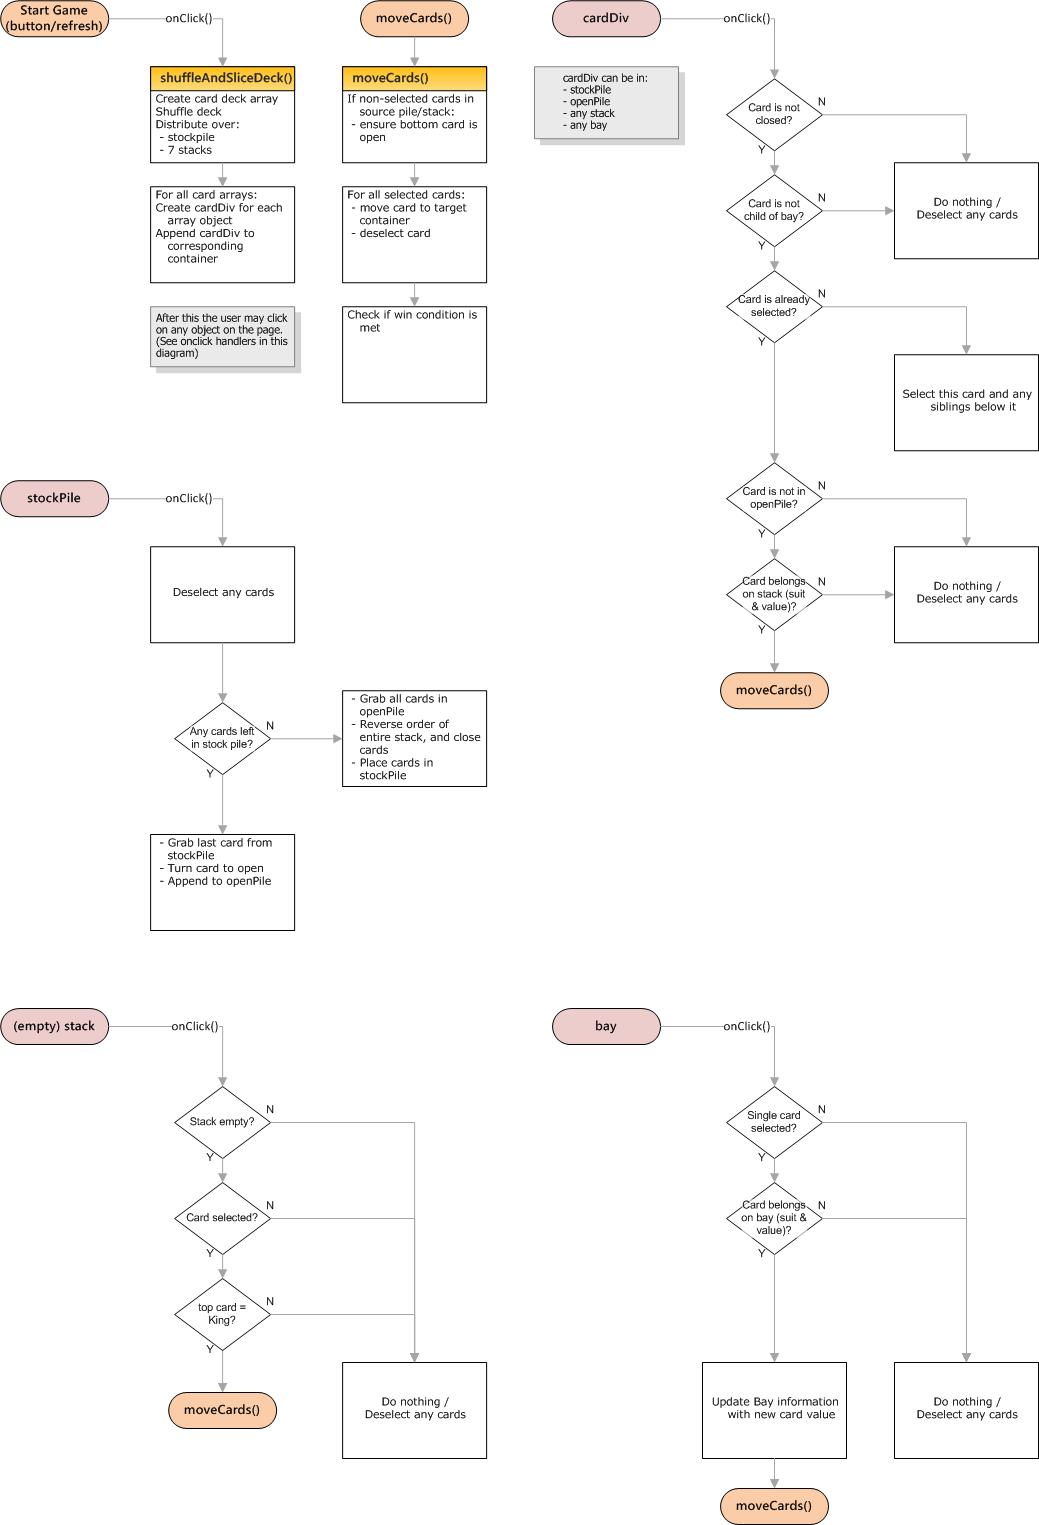 Start Game
(button/refresh)
onClick()
shuffleAndSliceDeck()
Create card deck array
Shuffle deck
Distribute over:
- stockpile
- 7 stacks
For all card arrays:
Create cardDiv for each
array object
Append cardDiv to
corresponding
container
After this the user may click
on any object on the page.
(See onclick handlers in this
diagram)
moveCards()
moveCards()
If non-selected cards in
source pile/stack:
- ensure bottom card is
open
For all selected cards:
- move card to target
container
- deselect card
Check if win condition is
met
cardDiv
onClick()
cardDiv can be in:
- stockPile
- openPile
- any stack
- any bay
Card is not
closed?
N
Y
Card is not
child of bay?
N
Y
Do nothing /
Deselect any cards
Card is already
selected?
N
Y
Select this card and any
siblings below it
Card is not in
openPile?
N
Y
Card belongs
on stack (suit
& value)?
N
Y
Do nothing /
Deselect any cards
moveCards()
stockPile
onClick()
Deselect any cards
Any cards left
in stock pile?
N
Y
- Grab all cards in
openPile
- Reverse order of
entire stack, and close
cards
- Place cards in
stockPile
- Grab last card from
stockPile
- Turn card to open
- Append to openPile
(empty) stack
onClick()
Stack empty?
N
Y
Card selected?
N
Y
top card =
King?
N
Y
moveCards()
Do nothing /
Deselect any cards
bay
onClick()
Single card
selected?
N
Y
Card belongs
on bay (suit &
value)?
N
Y
Update Bay information
with new card value
Do nothing /
Deselect any cards
moveCards()